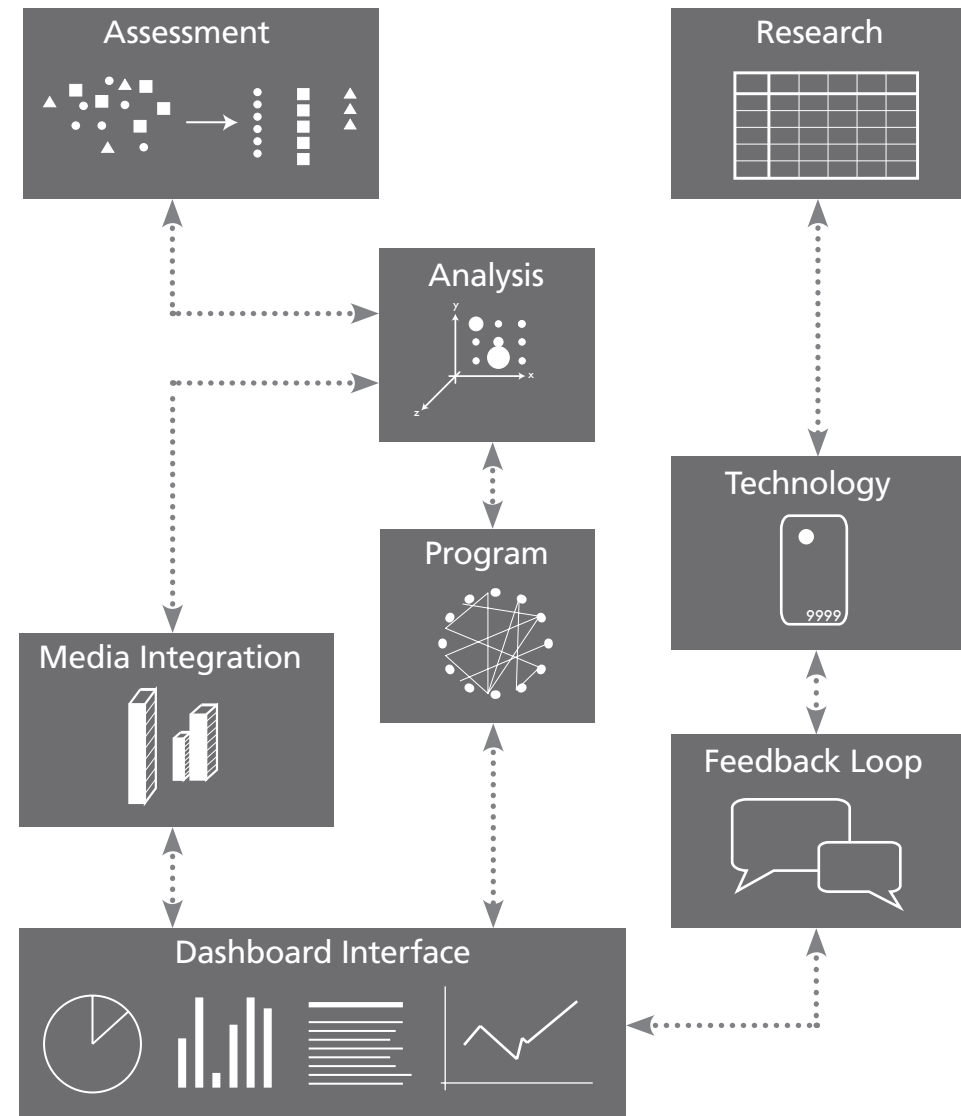 Assessment
Research
Analysis
y
x
z
Technology
9999
Program
Media Integration
Feedback Loop
Dashboard Interface